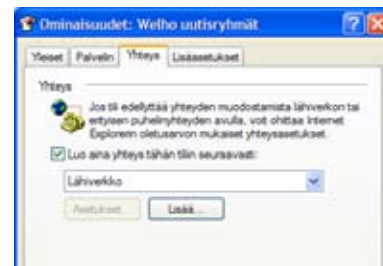 Ominaisuudet: Welho uutisryhmät
Yleiset Palvelin Yhteys Lisäasetukset
Yhteys
Jos tili edellyttää yhteyden muodostamista lähiverkon tai
erityisen puhelinyhteyden avulla, voit ohittaa Internet
Explorerin oletusarvon mukaiset yhteysasetukset.
Luo aina yhteys tähän tiliin seuraavasti:
Lähiverkko
Asetukset... Lisää...